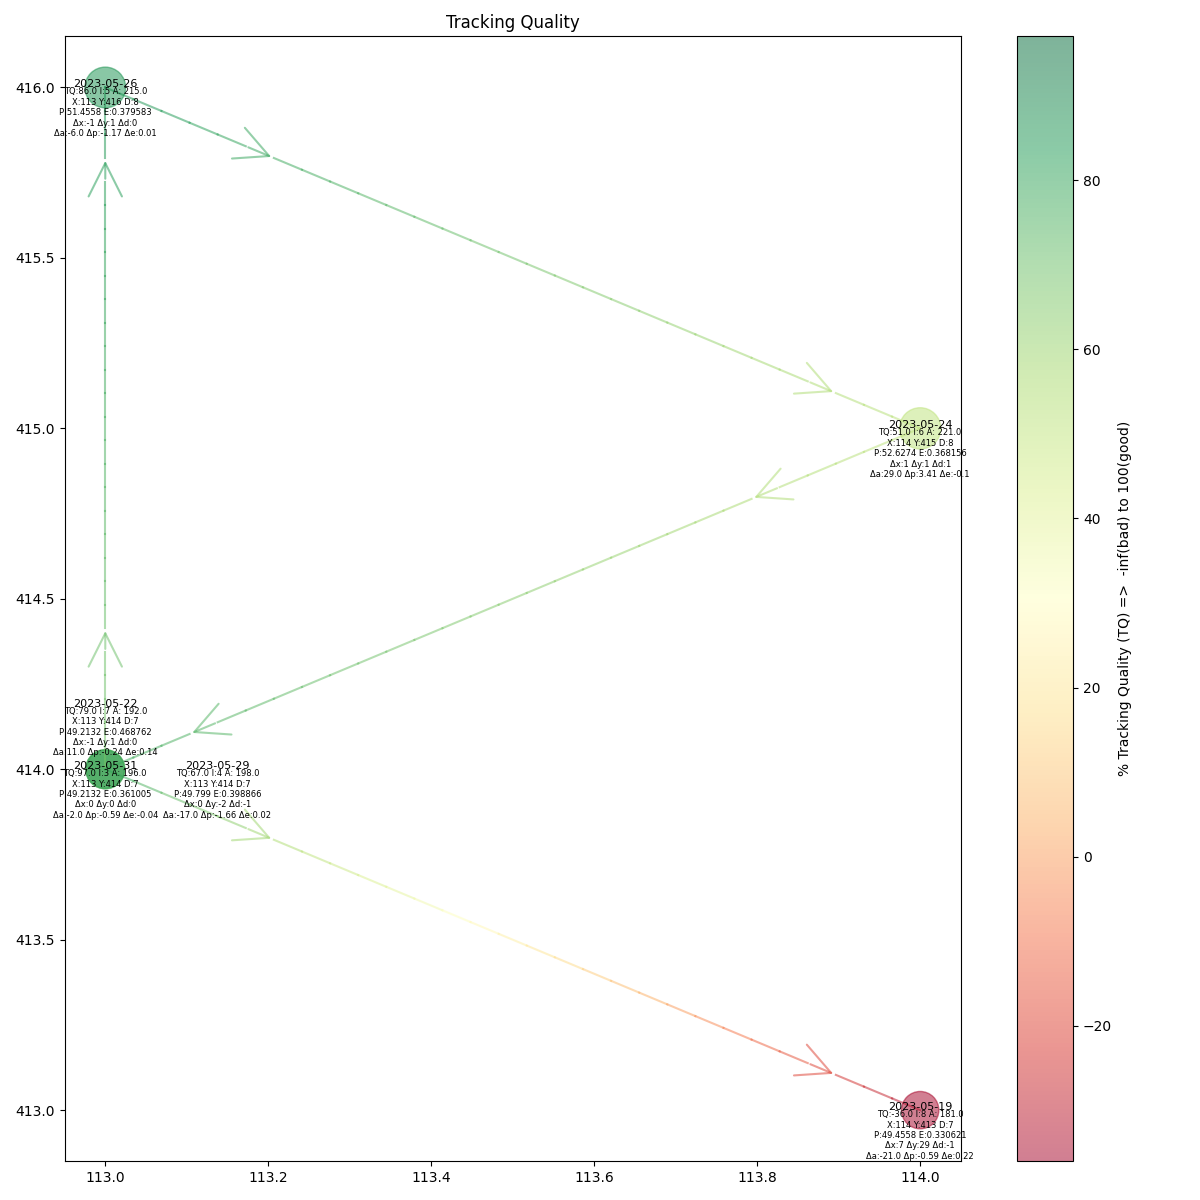 Tracking Quality
416.0
415.5
415.0
414.5
414.0
413.5
413.0
2023-05-26
TQ:86.0 I:5 A: 215.0
X:113 Y:416 D:8
P:51.4558 E:0.379583
Δx:-1 Δy:1 Δd:0
Δa:-6.0 Δp:-1.17 Δe:0.01
2023-05-24
TQ:51.0 I:6 A: 221.0
X:114 Y:415 D:8
P:52.6274 E:0.368156
Δx:1 Δy:1 Δd:1
Δa:29.0 Δp:3.41 Δe:-0.1
2023-05-22
TQ:79.0 I:7 A: 192.0
X:113 Y:414 D:7
P:49.2132 E:0.468762
Δx:-1 Δy:1 Δd:0
Δa:11.0 Δp:-0.24 Δe:0.14
2023-05-31
TQ:97.0 I:3 A: 196.0
X:113 Y:414 D:7
P:49.2132 E:0.361005
Δx:0 Δy:0 Δd:0
Δa:-2.0 Δp:-0.59 Δe:-0.04
2023-05-29
TQ:67.0 I:4 A: 198.0
X:113 Y:414 D:7
P:49.799 E:0.398866
Δx:0 Δy:-2 Δd:-1
Δa:-17.0 Δp:-1.66 Δe:0.02
2023-05-19
TQ:-36.0 I:8 A: 181.0
X:114 Y:413 D:7
P:49.4558 E:0.330621
Δx:7 Δy:29 Δd:-1
Δa:-21.0 Δp:-0.59 Δe:0.22
113.0
113.2
113.4
113.6
113.8
114.0
80
60
40
20
0
−20
% Tracking Quality (TQ) => -inf(bad) to 100(good)